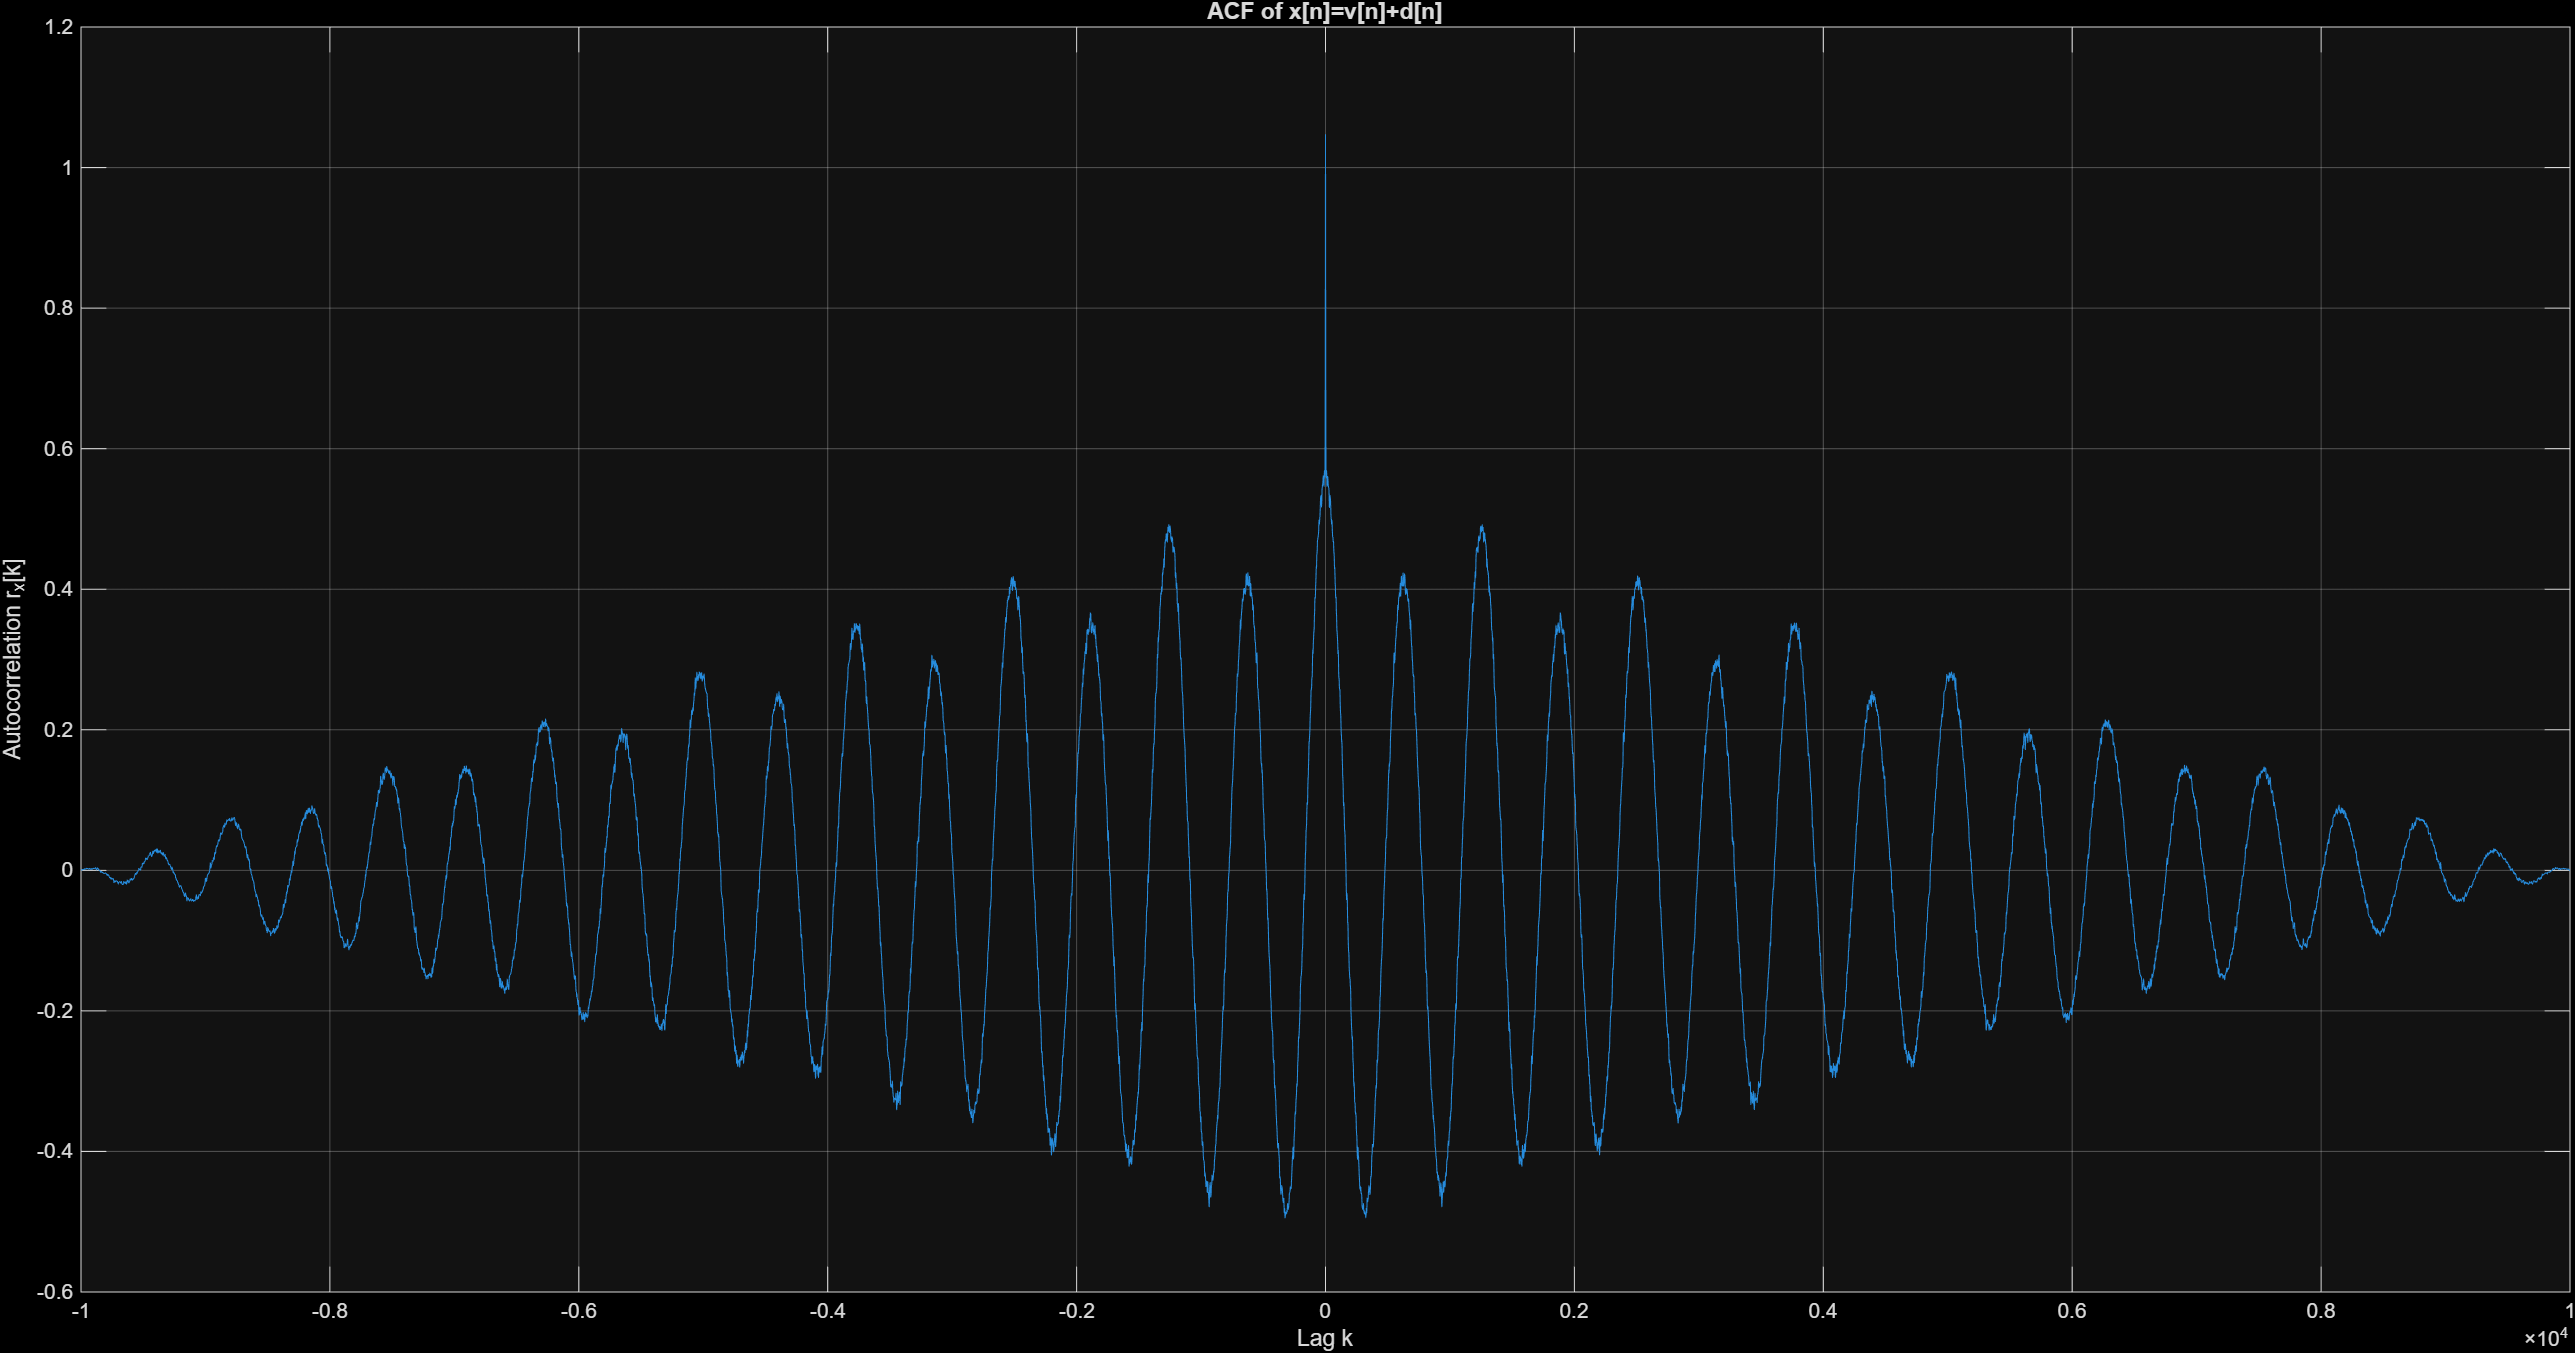 ACF of x[n]=v[n]+d[n]
1.2
1
0.8
0.6
0.4
0.2
0
-0.2
-0.4
-0.6
Autocorrelation rₓ[k]
-1 -0.8 -0.6 -0.4 -0.2 0 0.2 0.4 0.6 0.8 1
Lag k
×10⁴